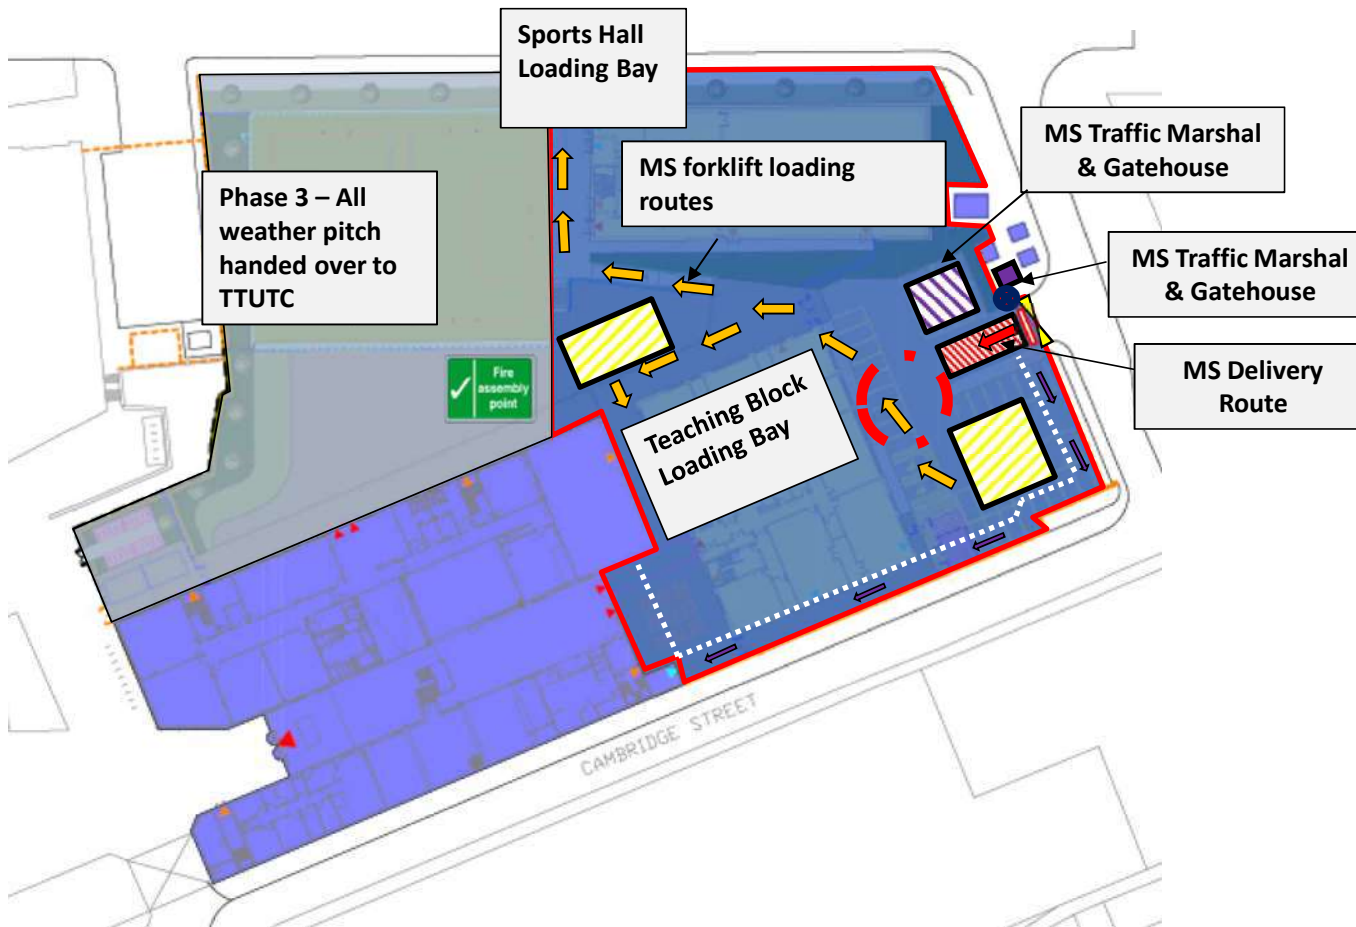 Sports Hall
Loading Bay
MS Traffic Marshal
& Gatehouse
MS forklift loading
routes
Phase 3 – All
weather pitch
handed over to
TTUTC
MS Traffic Marshal
& Gatehouse
Fire
assembly
point
MS Delivery
Route
Teaching Block
Loading Bay
CAMBRIDGE STREET